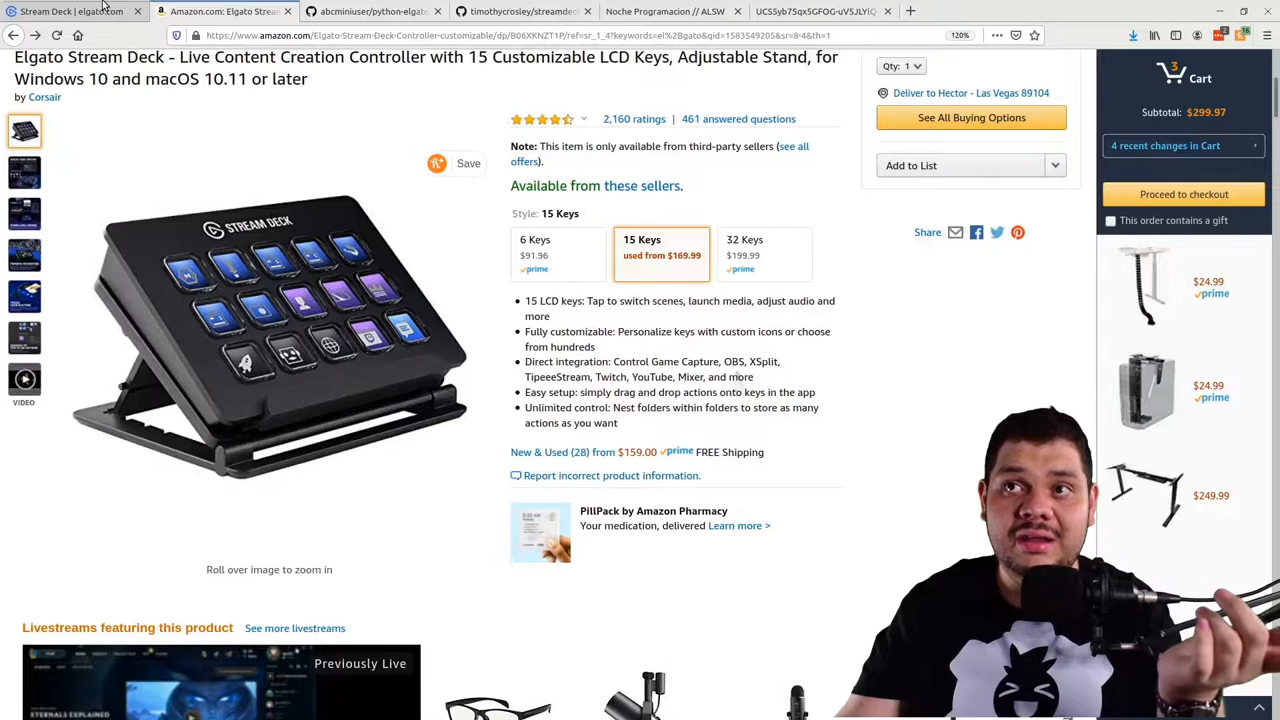 Stream Deck | elgato.com
Amazon.com: Elgato Strea
abcminiuser/python-elgato
timothycrosley/streamdec
Noche Programacion // ALSW
https://www.amazon.com/Elgato-Stream-Deck-Controller-customizable/dp/B06XKNZT1P/ref=sr_1_4?keywords=el%2Bgato&qid=1583549205&sr=8-4&th=1
120%
2
16
Elgato Stream Deck - Live Content Creation Controller with 15 Customizable LCD Keys, Adjustable Stand, for
Windows 10 and macOS 10.11 or later
by Corsair
Save
STREAM DECK
VIDEO
Roll over image to zoom in
2,160 ratings | 461 answered questions
Note: This item is only available from third-party sellers (see all
offers).
Available from these sellers.
Style: 15 Keys
6 Keys
$91.96
prime
15 Keys
used from $169.99
32 Keys
$199.99
prime
15 LCD keys: Tap to switch scenes, launch media, adjust audio and
more
Fully customizable: Personalize keys with custom icons or choose
from hundreds
Direct integration: Control Game Capture, OBS, XSplit,
TipeeeStream, Twitch, YouTube, Mixer, and more
Easy setup: simply drag and drop actions onto keys in the app
Unlimited control: Nest folders within folders to store as many
actions as you want
New & Used (28) from $159.00 prime FREE Shipping
Report incorrect product information.
PillPack by Amazon Pharmacy
Your medication, delivered Learn more >
Qty: 1
Deliver to Hector - Las Vegas 89104
See All Buying Options
Add to List
Share
3
Cart
Subtotal: $299.97
4 recent changes in Cart
Proceed to checkout
This order contains a gift
$24.99
prime
$24.99
prime
$249.99
Livestreams featuring this product
See more livestreams
Previously Live
ETERNALS EXPLAINED